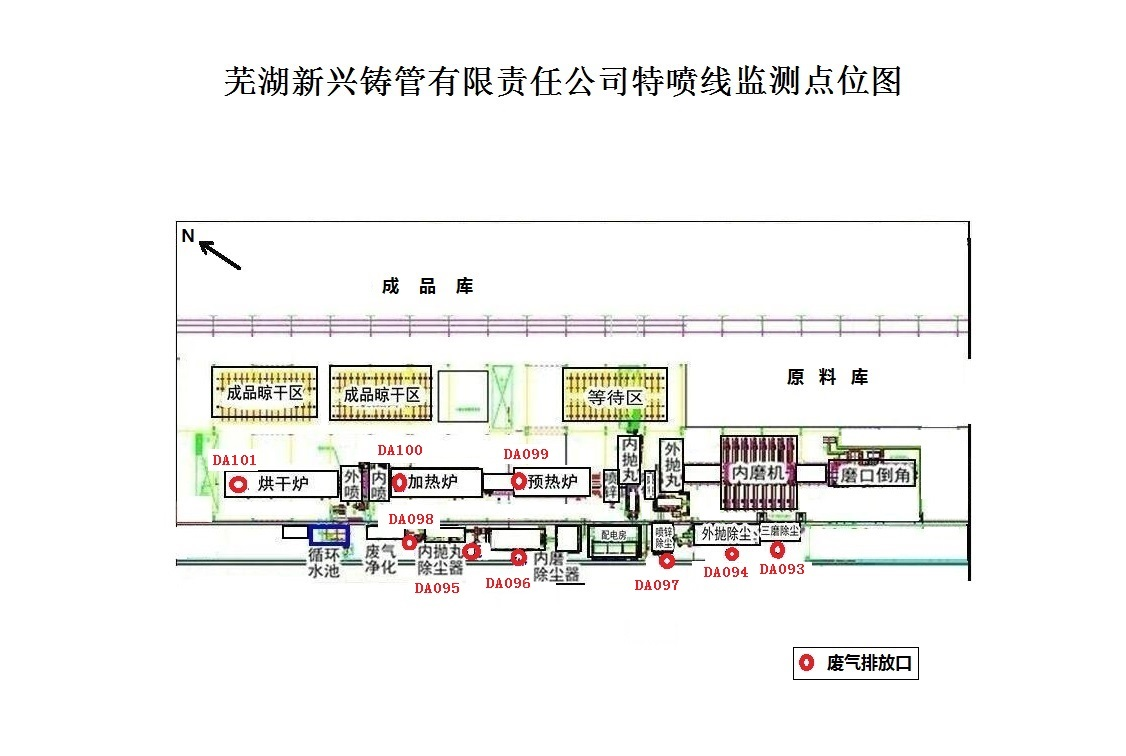 芜湖新兴铸管有限责任公司特喷线监测点位图
N
成 品 库
原 料 库
成品晾干区
成品晾干区
等待区
DA101
DA100
DA099
烘干炉
外喷
内喷
加热炉
预热炉
喷锌
内抛丸
外抛丸
内磨机
磨口倒角
DA098
循环
水池
废气
净化
内抛丸
除尘器
内磨
除尘器
配电房
喷锌
除尘
外抛除尘
三磨除尘
DA095
DA096
DA097
DA094
DA093
废气排放口